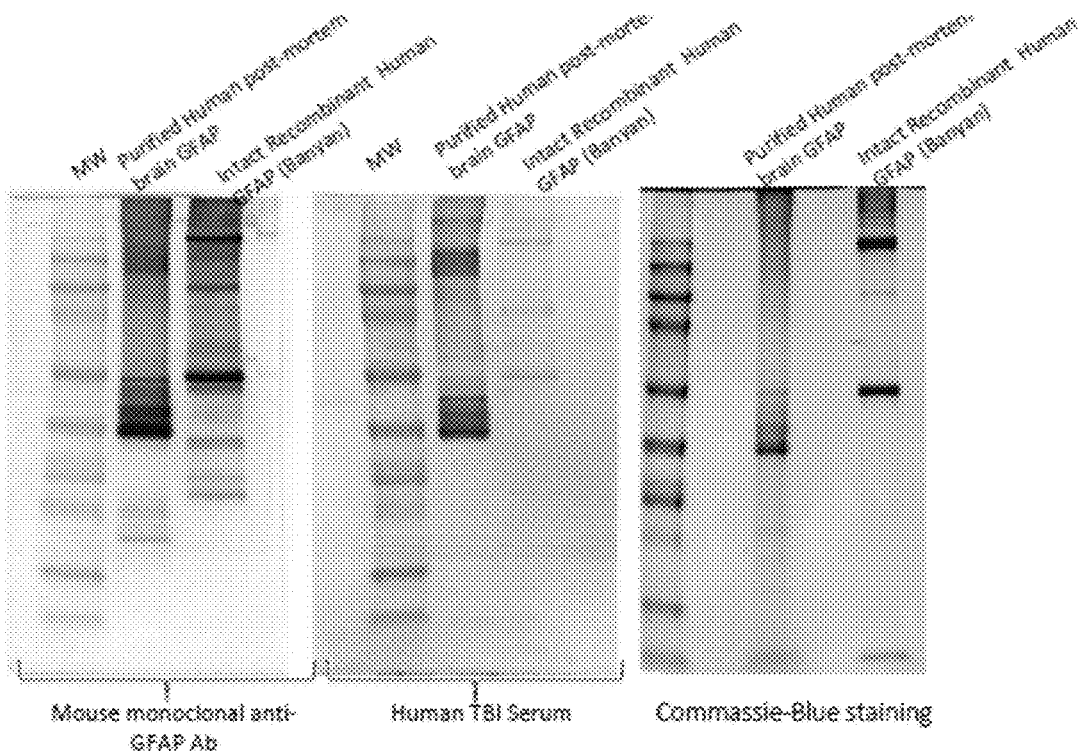 MW
Purified Human post-mortem
brain GFAP
Intact Recombinant Human
GFAP (Banyan)
MW
Purified Human post-mortem
brain GFAP
Intact Recombinant Human
GFAP (Banyan)
Purified Human post-mortem
brain GFAP
Intact Recombinant Human
GFAP (Banyan)
Mouse monoclonal anti-
GFAP Ab
Human TBI Serum
Commassie-Blue staining